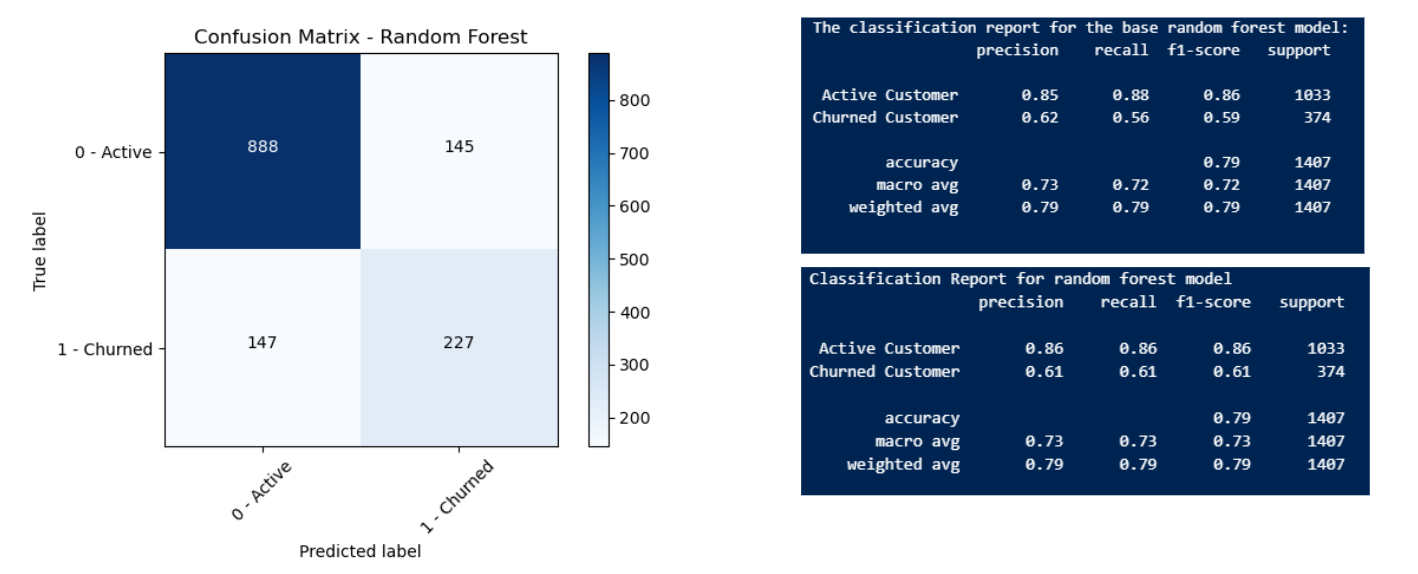 Confusion Matrix - Random Forest
0 - Active
1 - Churned
True label
888
145
147
227
0 - Active
1 - Churned
Predicted label
800
700
600
500
400
300
200
The classification report for the base random forest model:
precision recall f1-score support
Active Customer 0.85 0.88 0.86 1033
Churned Customer 0.62 0.56 0.59 374
accuracy 0.79 1407
macro avg 0.73 0.72 0.72 1407
weighted avg 0.79 0.79 0.79 1407
Classification Report for random forest model
precision recall f1-score support
Active Customer 0.86 0.86 0.86 1033
Churned Customer 0.61 0.61 0.61 374
accuracy 0.79 1407
macro avg 0.73 0.73 0.73 1407
weighted avg 0.79 0.79 0.79 1407